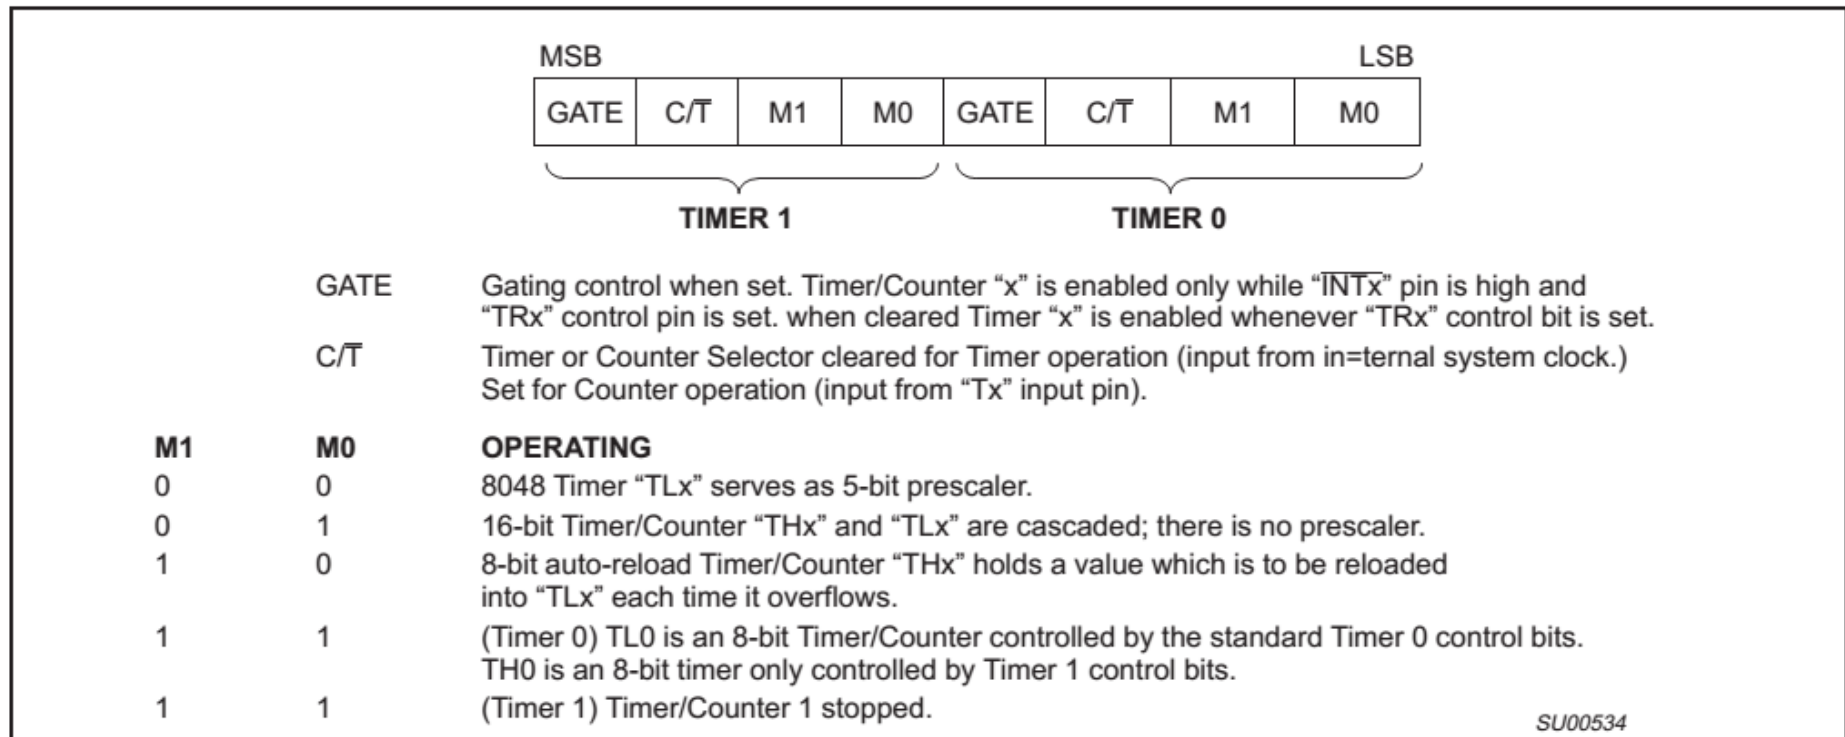 MSB LSB
GATE C/T̅ M1 M0 GATE C/T̅ M1 M0
TIMER 1 TIMER 0
GATE Gating control when set. Timer/Counter “x” is enabled only while “I̅N̅T̅x̅” pin is high and
“TRx” control pin is set. when cleared Timer “x” is enabled whenever “TRx” control bit is set.
C/T̅ Timer or Counter Selector cleared for Timer operation (input from in=ternal system clock.)
Set for Counter operation (input from “Tx” input pin).
M1 M0 OPERATING
0 0 8048 Timer “TLx” serves as 5-bit prescaler.
0 1 16-bit Timer/Counter “THx” and “TLx” are cascaded; there is no prescaler.
1 0 8-bit auto-reload Timer/Counter “THx” holds a value which is to be reloaded
into “TLx” each time it overflows.
1 1 (Timer 0) TL0 is an 8-bit Timer/Counter controlled by the standard Timer 0 control bits.
TH0 is an 8-bit timer only controlled by Timer 1 control bits.
1 1 (Timer 1) Timer/Counter 1 stopped.
SU00534